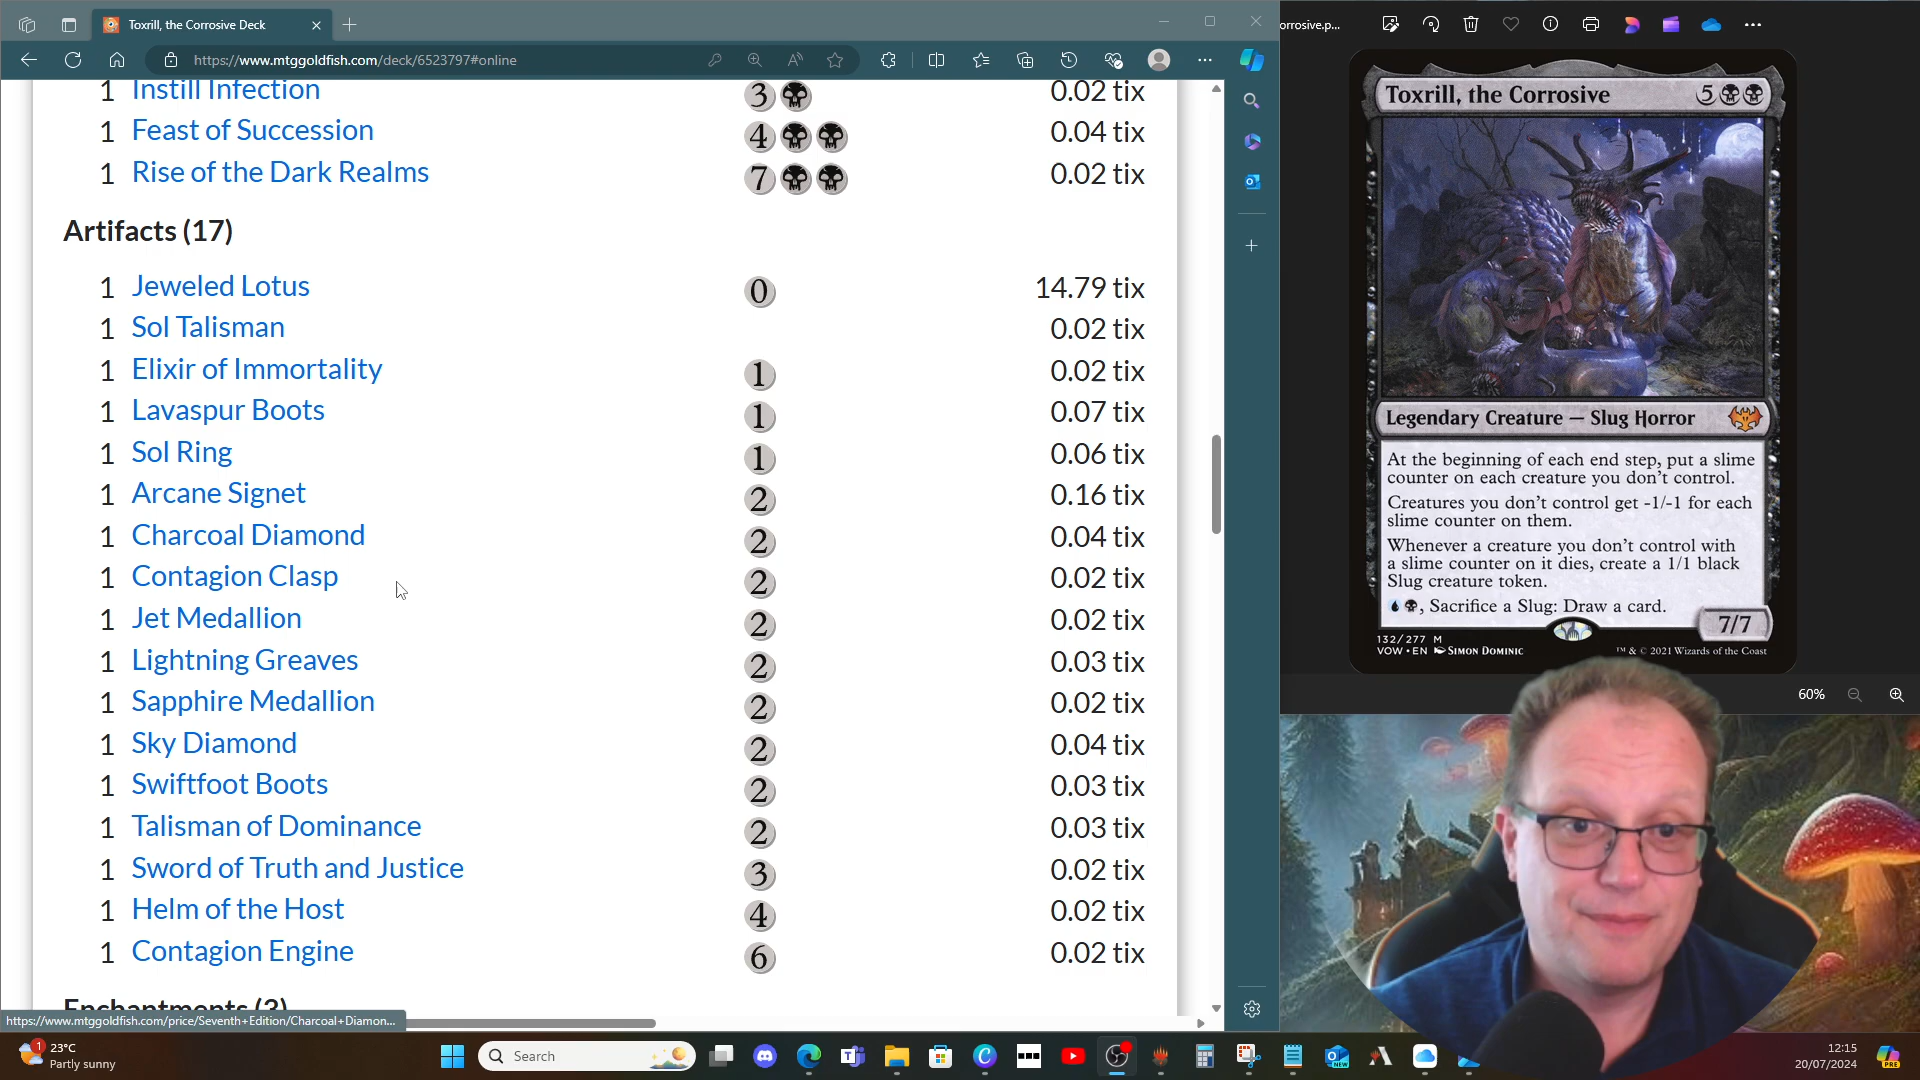 Toxrill, the Corrosive Deck
https://www.mtggoldfish.com/deck/6523797#online
orrosive.p...
1 Instill Infection 3 0.02 tix
1 Feast of Succession 4 0.04 tix
1 Rise of the Dark Realms 7 0.02 tix
Artifacts (17)
1 Jeweled Lotus 0 14.79 tix
1 Sol Talisman 0.02 tix
1 Elixir of Immortality 1 0.02 tix
1 Lavaspur Boots 1 0.07 tix
1 Sol Ring 1 0.06 tix
1 Arcane Signet 2 0.16 tix
1 Charcoal Diamond 2 0.04 tix
1 Contagion Clasp 2 0.02 tix
1 Jet Medallion 2 0.02 tix
1 Lightning Greaves 2 0.03 tix
1 Sapphire Medallion 2 0.02 tix
1 Sky Diamond 2 0.04 tix
1 Swiftfoot Boots 2 0.03 tix
1 Talisman of Dominance 2 0.03 tix
1 Sword of Truth and Justice 3 0.02 tix
1 Helm of the Host 4 0.02 tix
1 Contagion Engine 6 0.02 tix
Enchantments (3)
https://www.mtggoldfish.com/price/Seventh+Edition/Charcoal+Diamon...
Toxrill, the Corrosive 5
Legendary Creature — Slug Horror
At the beginning of each end step, put a slime
counter on each creature you don't control.
Creatures you don't control get -1/-1 for each
slime counter on them.
Whenever a creature you don't control with
a slime counter on it dies, create a 1/1 black
Slug creature token.
, Sacrifice a Slug: Draw a card.
7/7
132/277 M
VOW • EN Simon Dominic
™ & © 2021 Wizards of the Coast
60%
1
23°C
Partly sunny
Search
NEW
12:15
20/07/2024
PRE